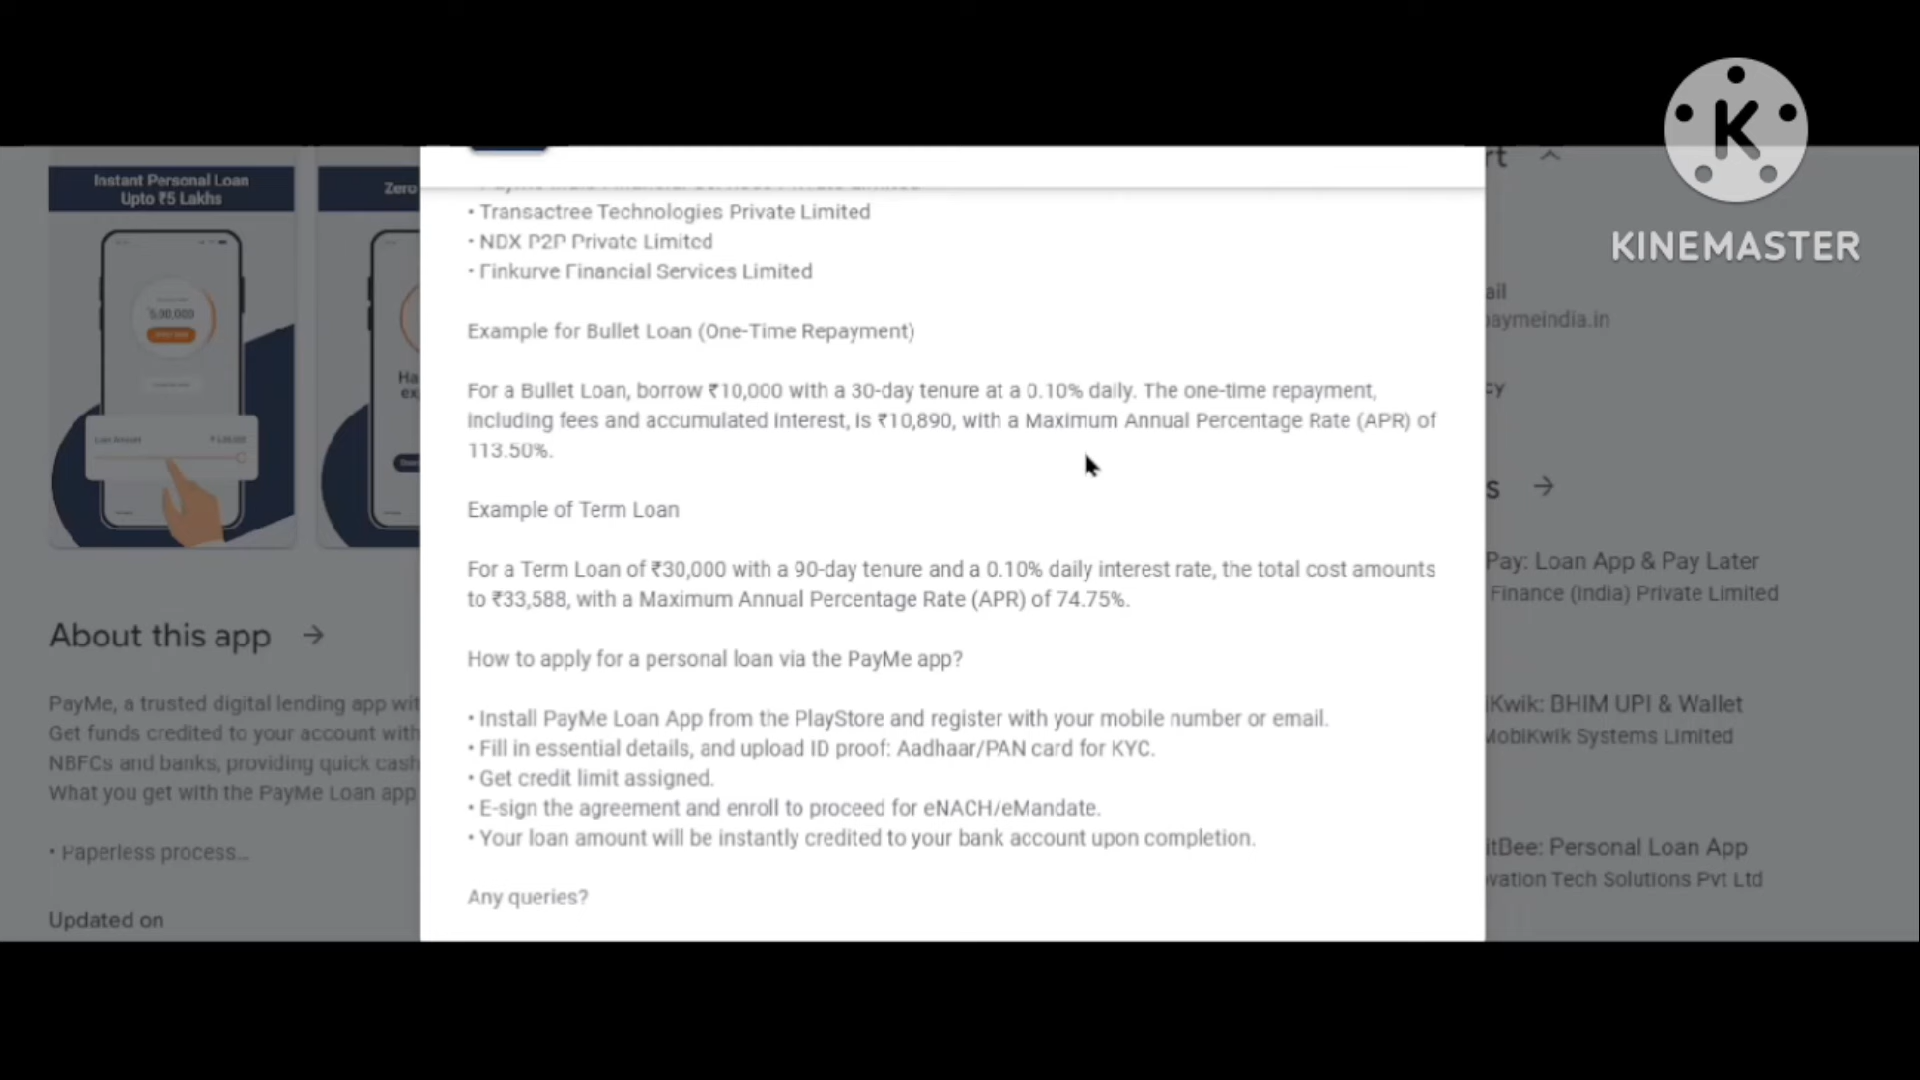 K
KINEMASTER
Instant Personal Loan
Upto ₹5 Lakhs
Zero
• Transactree Technologies Private Limited
• NDX P2P Private Limited
• Finkurve Financial Services Limited
Example for Bullet Loan (One-Time Repayment)
For a Bullet Loan, borrow ₹10,000 with a 30-day tenure at a 0.10% daily. The one-time repayment,
including fees and accumulated interest, is ₹10,890, with a Maximum Annual Percentage Rate (APR) of
113.50%.
Example of Term Loan
For a Term Loan of ₹30,000 with a 90-day tenure and a 0.10% daily interest rate, the total cost amounts
to ₹33,588, with a Maximum Annual Percentage Rate (APR) of 74.75%.
How to apply for a personal loan via the PayMe app?
• Install PayMe Loan App from the PlayStore and register with your mobile number or email.
• Fill in essential details, and upload ID proof: Aadhaar/PAN card for KYC.
• Get credit limit assigned.
• E-sign the agreement and enroll to proceed for eNACH/eMandate.
• Your loan amount will be instantly credited to your bank account upon completion.
Any queries?
About this app →
PayMe, a trusted digital lending app wit
Get funds credited to your account with
NBFCs and banks, providing quick cash
What you get with the PayMe Loan app
• Paperless process...
Updated on
rt
ail
paymeindia.in
cy
s →
Pay: Loan App & Pay Later
Finance (India) Private Limited
iKwik: BHIM UPI & Wallet
MobiKwik Systems Limited
itBee: Personal Loan App
vation Tech Solutions Pvt Ltd